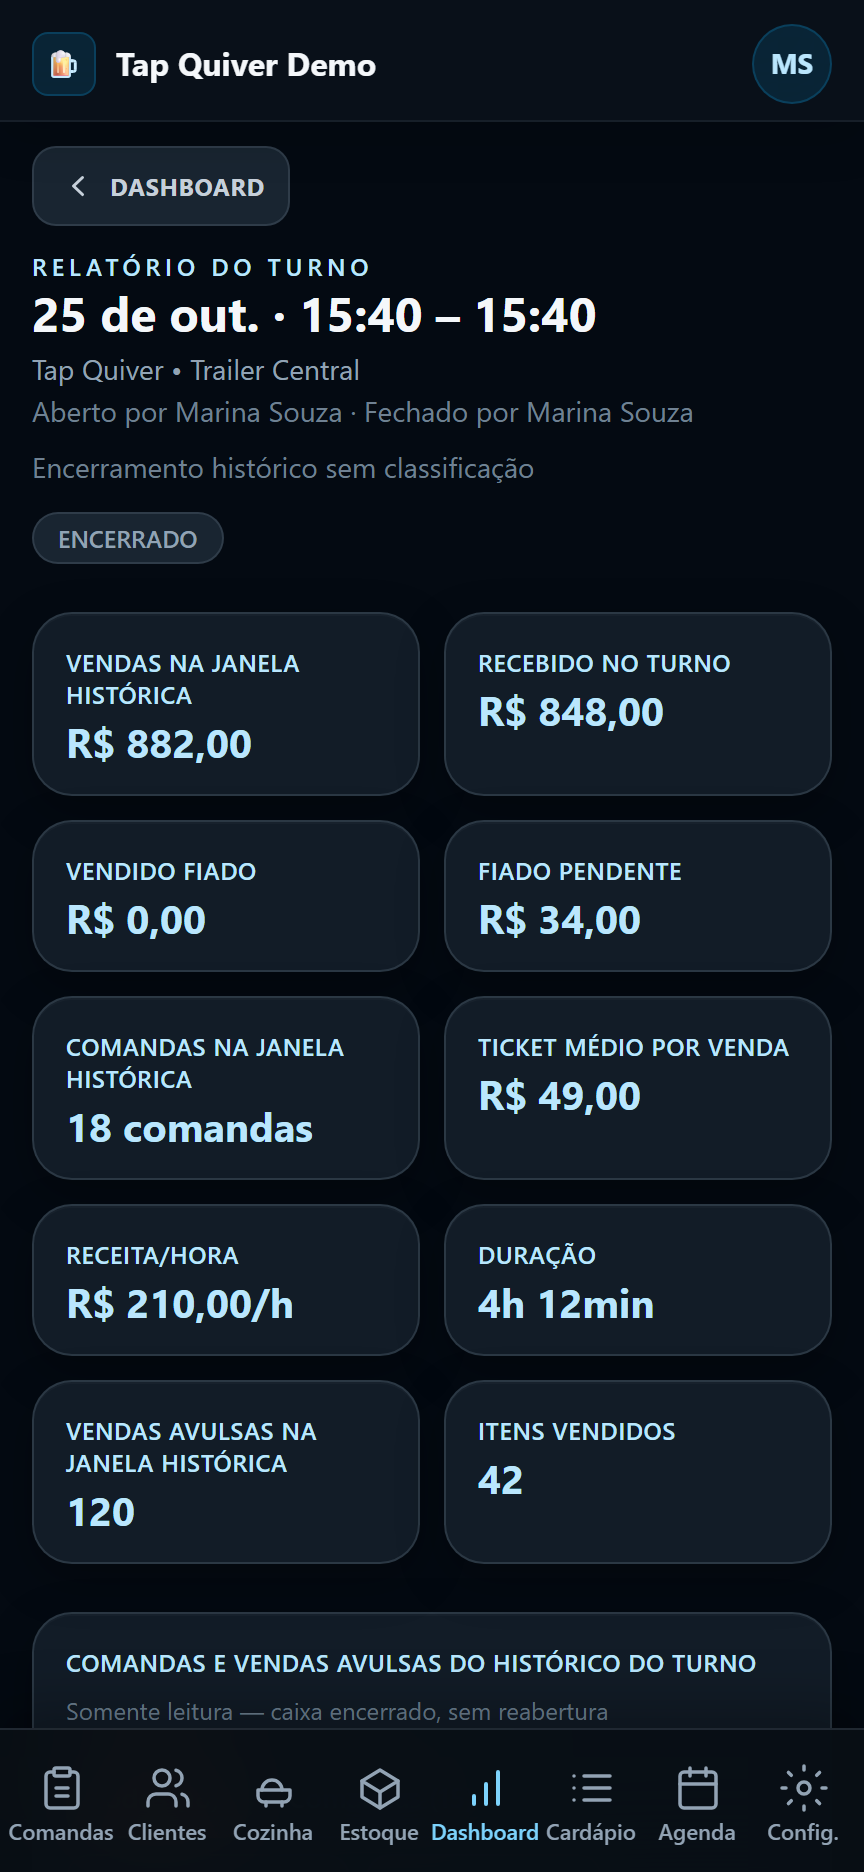 Tap Quiver Demo
MS
DASHBOARD
RELATÓRIO DO TURNO
25 de out. · 15:40 – 15:40
Tap Quiver • Trailer Central
Aberto por Marina Souza · Fechado por Marina Souza
Encerramento histórico sem classificação
ENCERRADO
VENDAS NA JANELA
HISTÓRICA
R$ 882,00
RECEBIDO NO TURNO
R$ 848,00
VENDIDO FIADO
R$ 0,00
FIADO PENDENTE
R$ 34,00
COMANDAS NA JANELA
HISTÓRICA
18 comandas
TICKET MÉDIO POR VENDA
R$ 49,00
RECEITA/HORA
R$ 210,00/h
DURAÇÃO
4h 12min
VENDAS AVULSAS NA
JANELA HISTÓRICA
120
ITENS VENDIDOS
42
COMANDAS E VENDAS AVULSAS DO HISTÓRICO DO TURNO
Somente leitura — caixa encerrado, sem reabertura
Comandas
Clientes
Cozinha
Estoque
Dashboard
Cardápio
Agenda
Config.